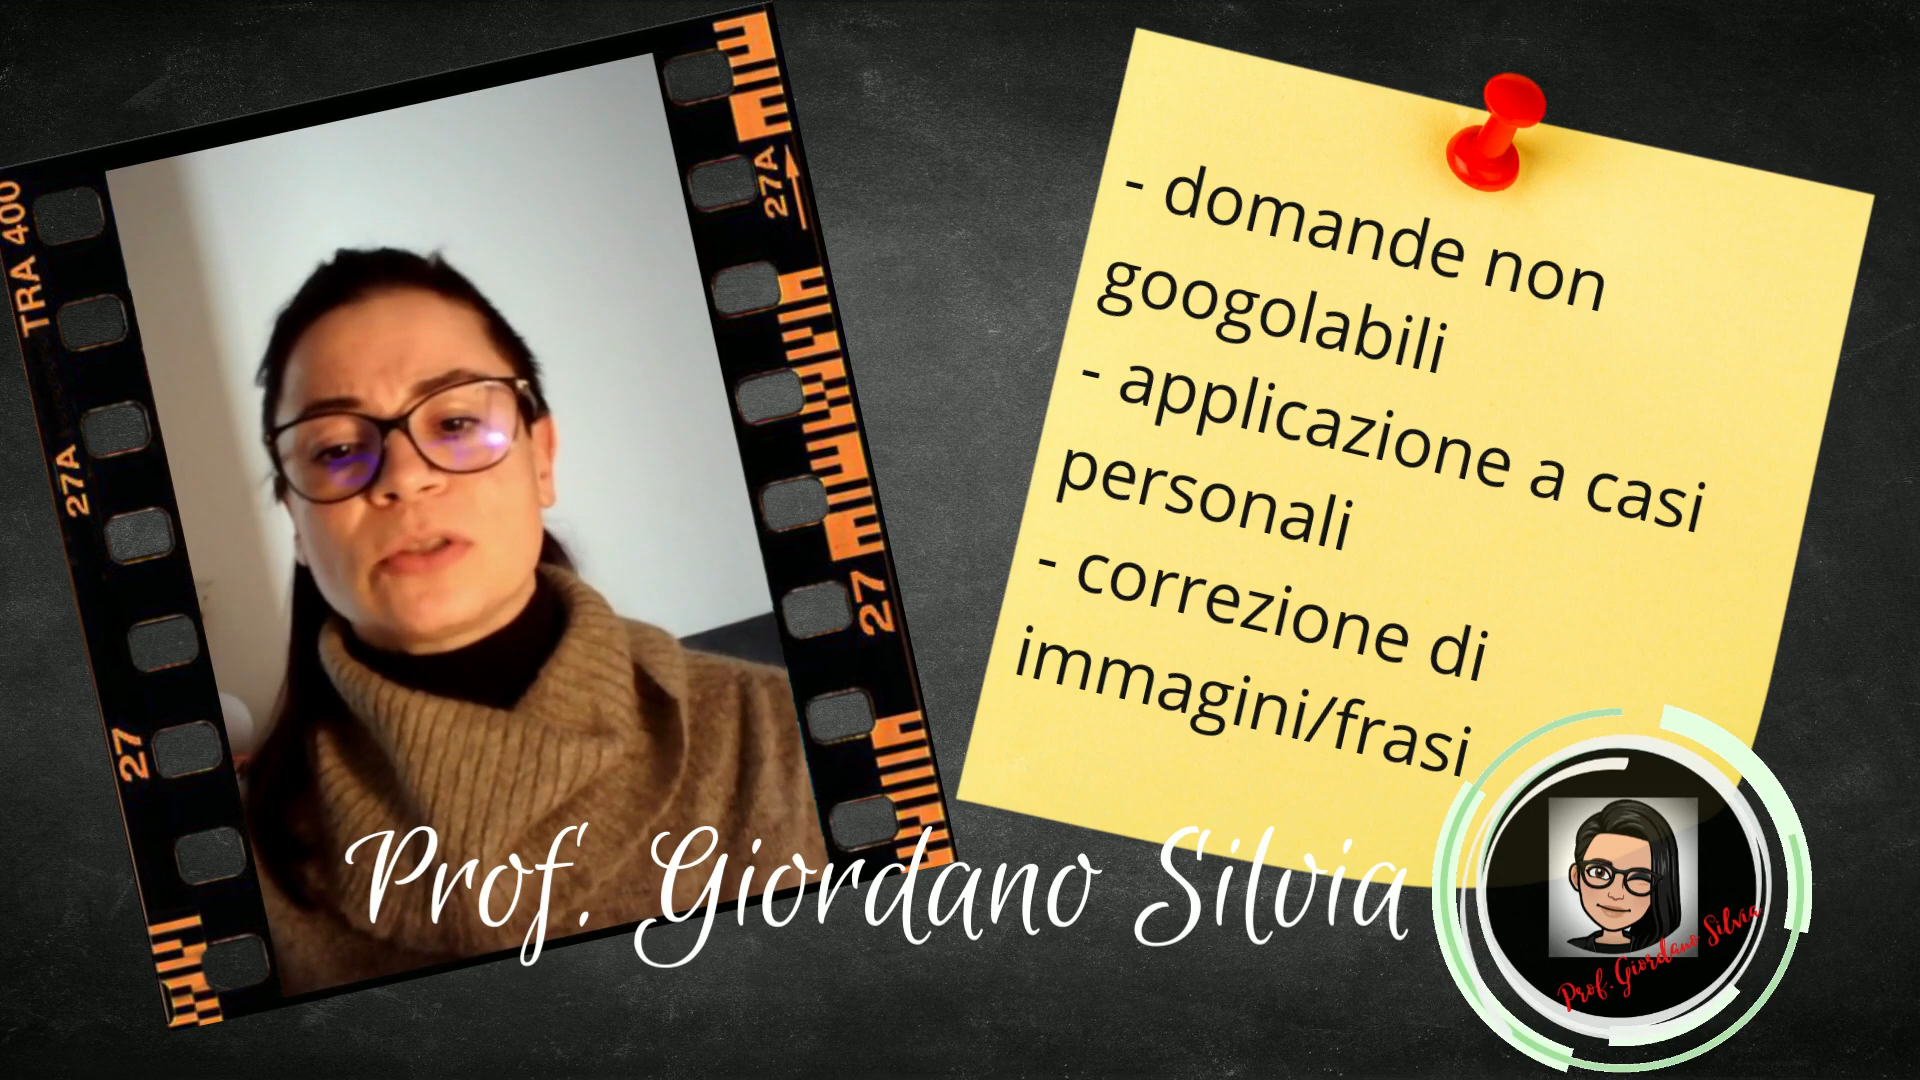 TRA 400
27A
27
27A
27
- domande non
googolabili
- applicazione a casi
personali
- correzione di
immagini/frasi
Prof. Giordano Silvia
Prof. Giordano Silvia